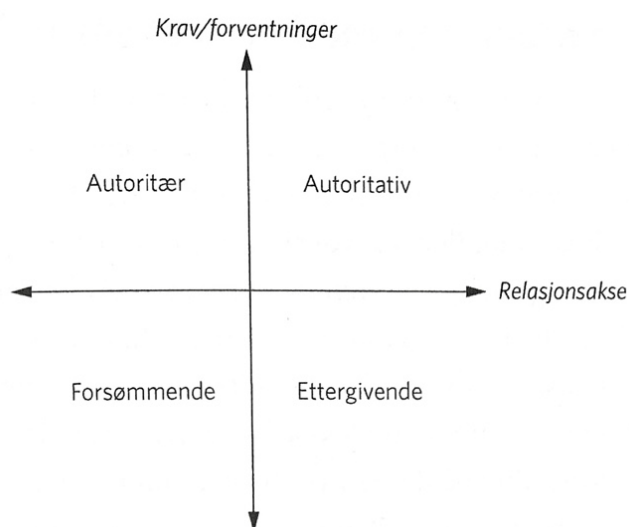 Krav/forventninger
Autoritær
Autoritativ
Relasjonsakse
Forsømmende
Ettergivende